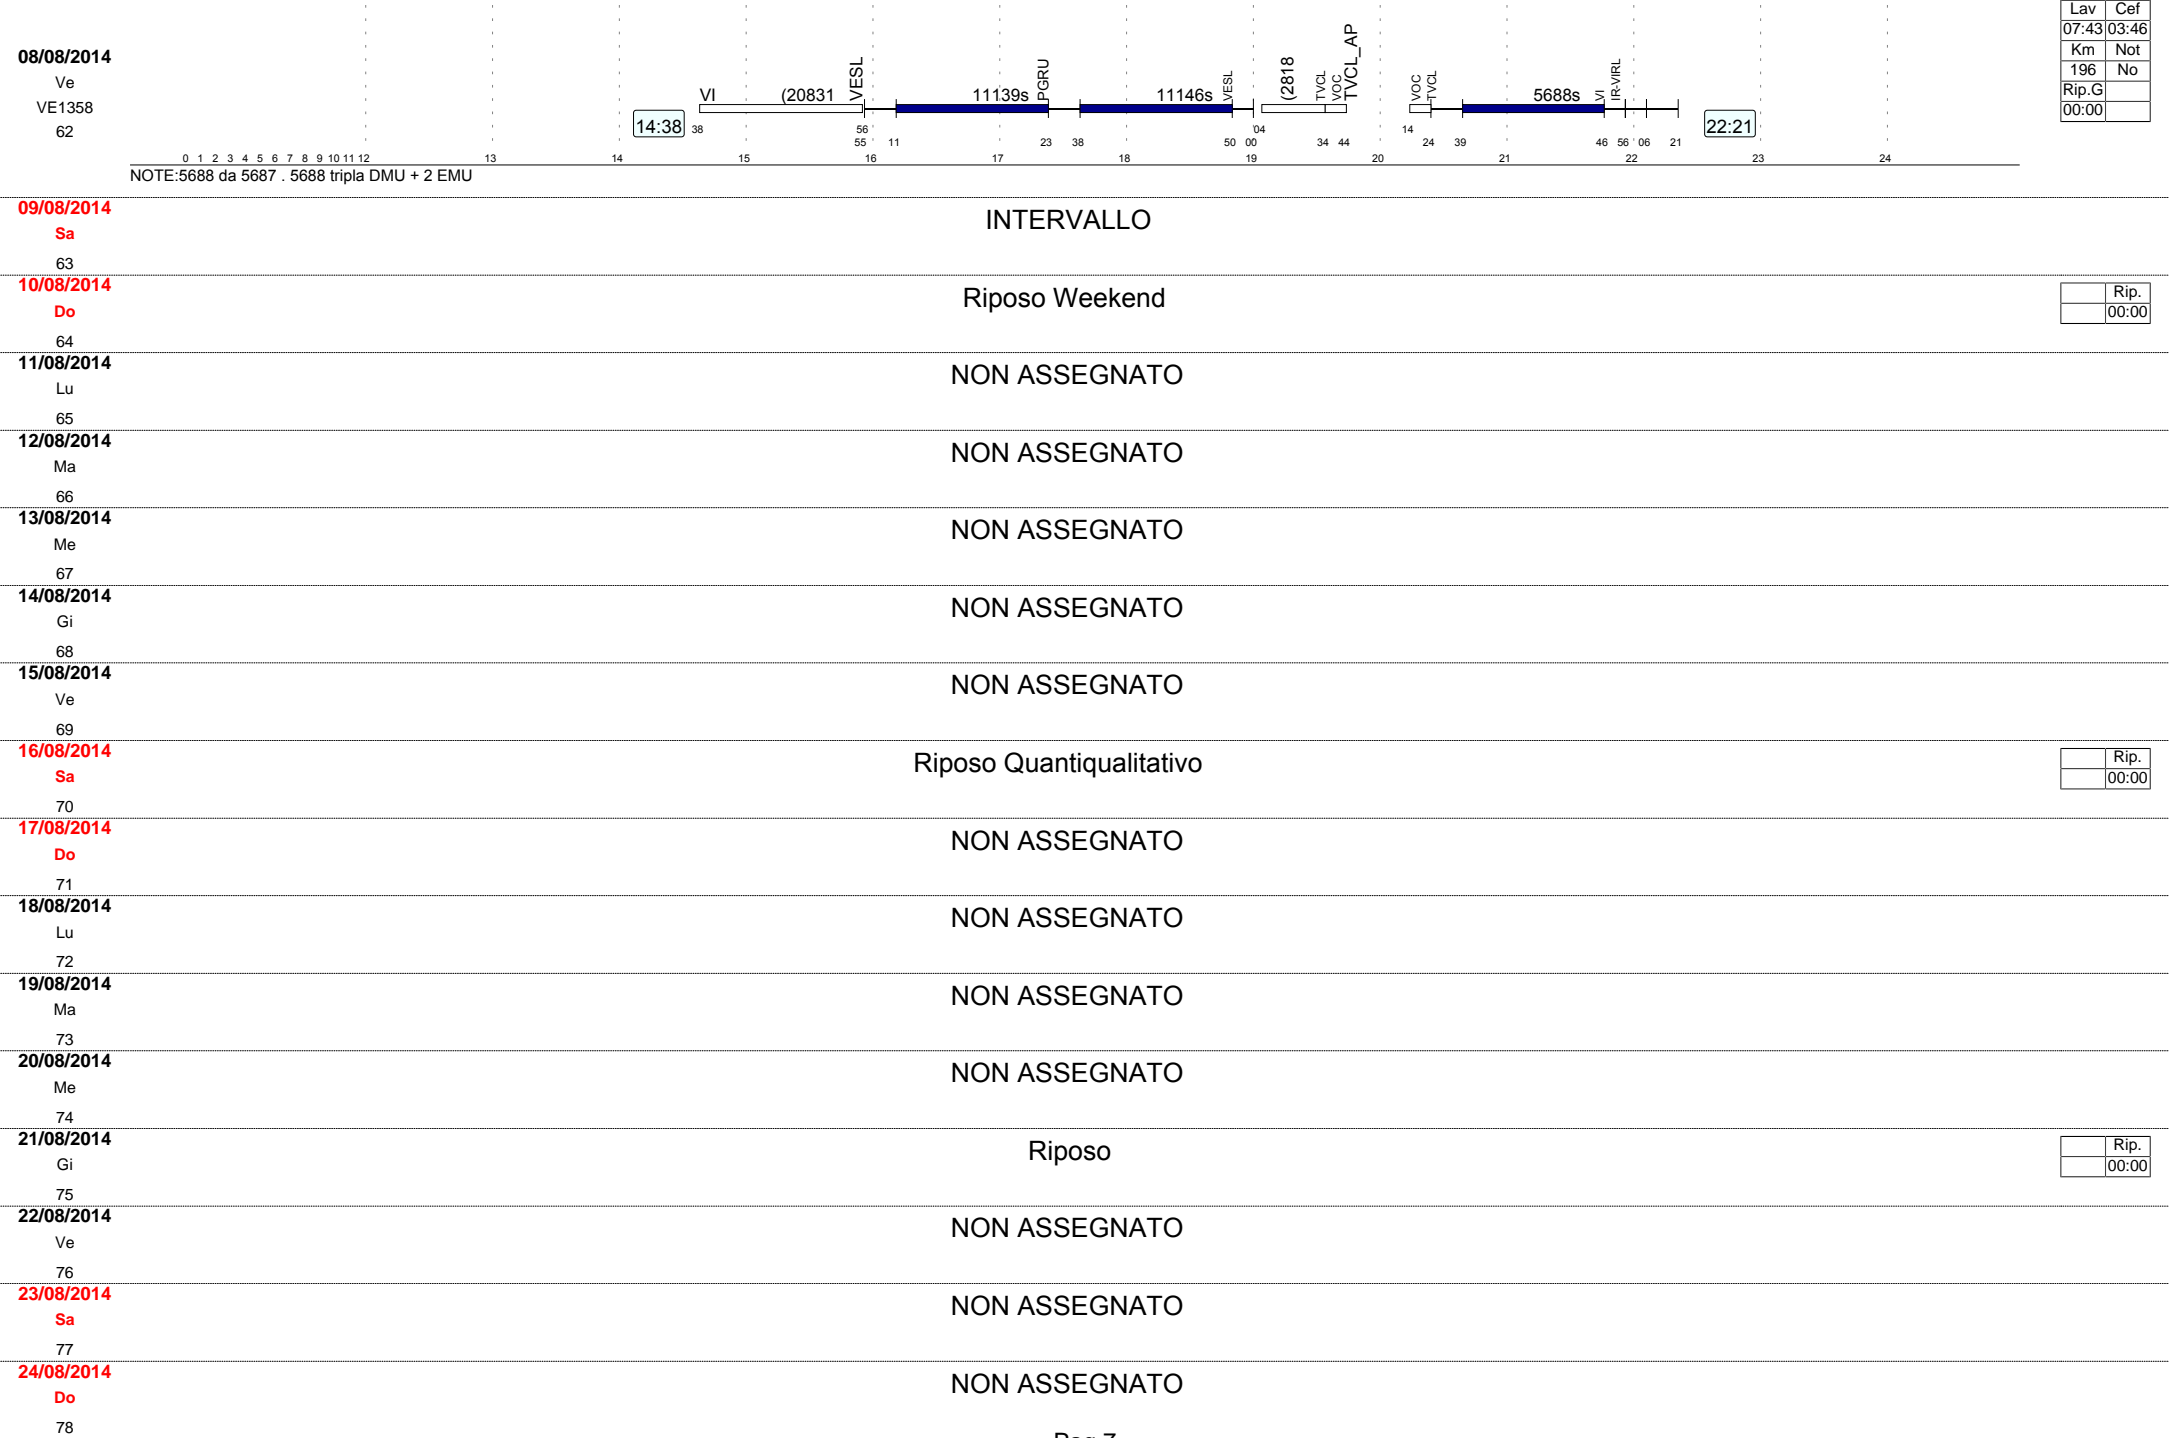 Lav Cef
07:43 03:46
Km Not
196 No
Rip.G
00:00
08/08/2014
Ve
VE1358
62
14:38
VI (20831 VESL 11139s PGRU 11146s VESL (2818 TVCL VOC TVCL_AP VOC TVCL 5688s VI IR-VIRL
22:21
38 56 04 14
55 11 23 38 50 00 34 44 24 39 46 56 06 21
0 1 2 3 4 5 6 7 8 9 10 11 12 13 14 15 16 17 18 19 20 21 22 23 24
NOTE:5688 da 5687 . 5688 tripla DMU + 2 EMU
09/08/2014
Sa
63
INTERVALLO
10/08/2014
Do
64
Riposo Weekend
Rip.
00:00
11/08/2014
Lu
65
NON ASSEGNATO
12/08/2014
Ma
66
NON ASSEGNATO
13/08/2014
Me
67
NON ASSEGNATO
14/08/2014
Gi
68
NON ASSEGNATO
15/08/2014
Ve
69
NON ASSEGNATO
16/08/2014
Sa
70
Riposo Quantiqualitativo
Rip.
00:00
17/08/2014
Do
71
NON ASSEGNATO
18/08/2014
Lu
72
NON ASSEGNATO
19/08/2014
Ma
73
NON ASSEGNATO
20/08/2014
Me
74
NON ASSEGNATO
21/08/2014
Gi
75
Riposo
Rip.
00:00
22/08/2014
Ve
76
NON ASSEGNATO
23/08/2014
Sa
77
NON ASSEGNATO
24/08/2014
Do
78
NON ASSEGNATO